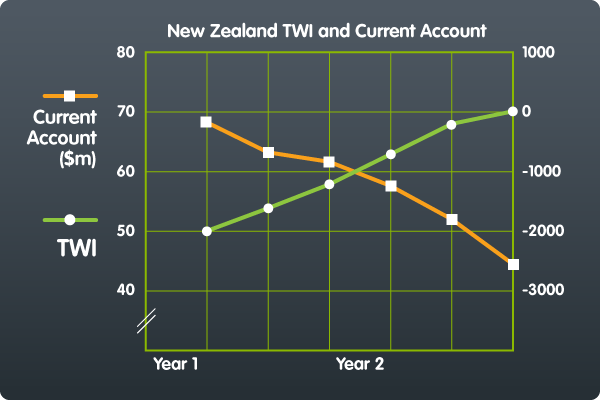 New Zealand TWI and Current Account
Current
Account
($m)
TWI
80
70
60
50
40
1000
0
-1000
-2000
-3000
Year 1
Year 2